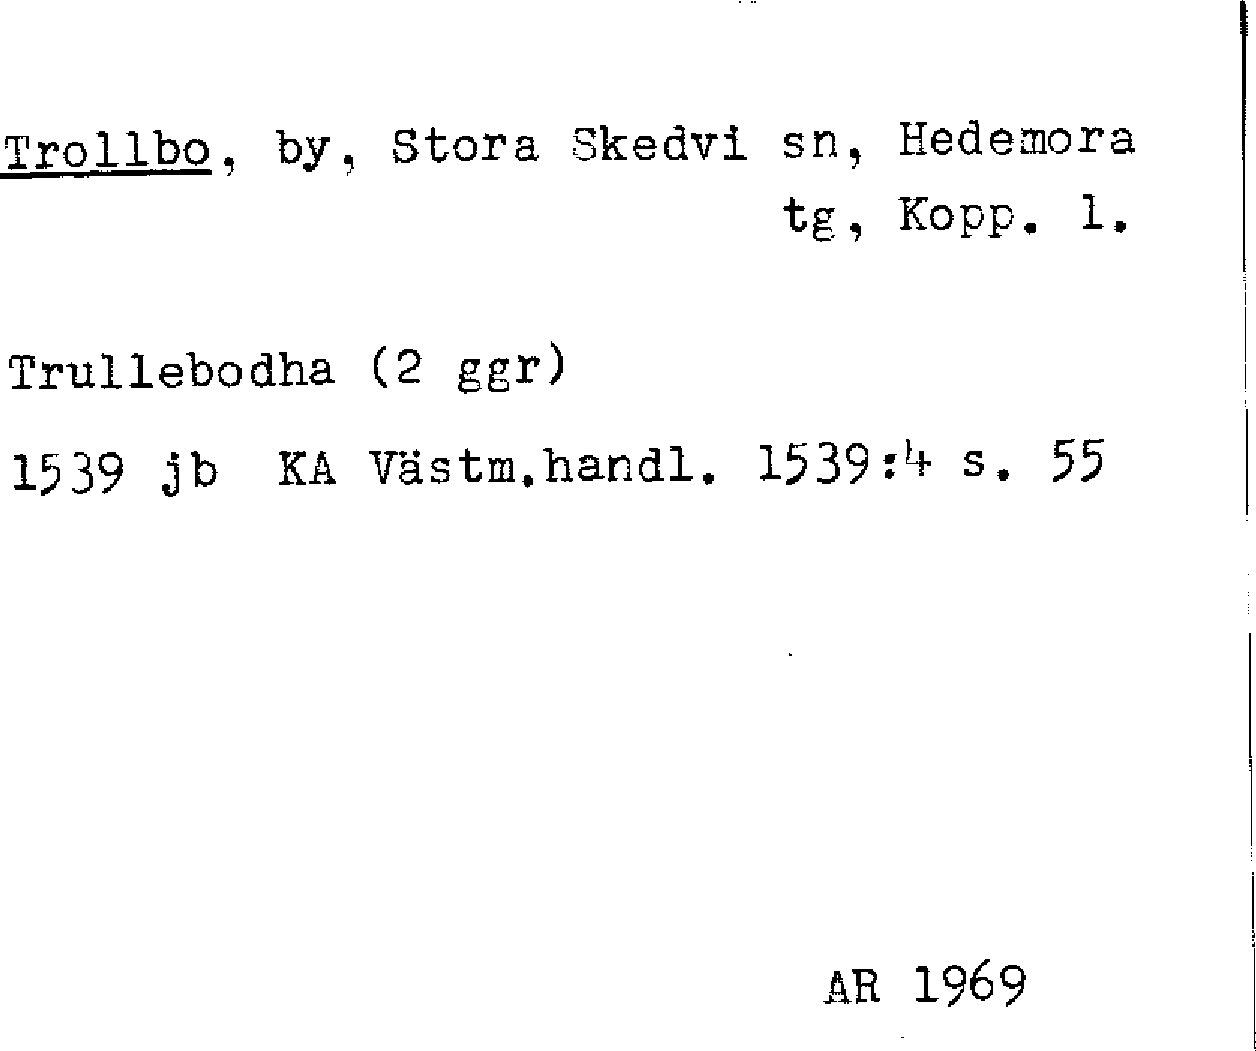 Trollbo, by, Stora Skedvi sn, Hedemora
tg, Kopp. l.
Trullebodha (2 ggr)
1539 jb KA Västm.handl. 1539:4 s. 55
AR 1969